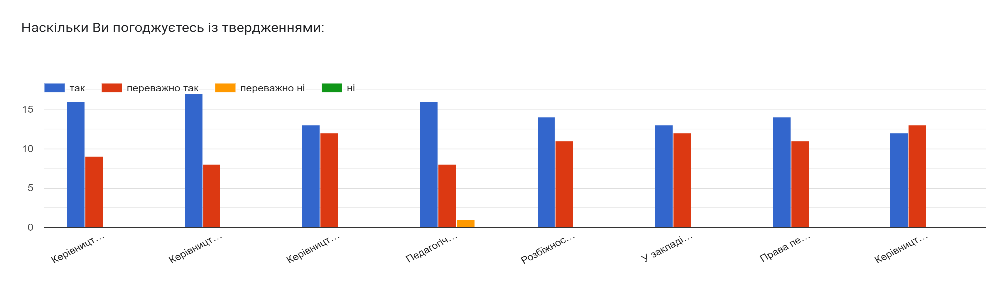 Наскільки Ви погоджуєтесь із твердженнями:
так переважно так переважно ні ні
15
10
5
0
Керівницт... Керівницт... Керівницт... Педагогіч... Розбіжнос... У закладі... Права пе... Керівницт...